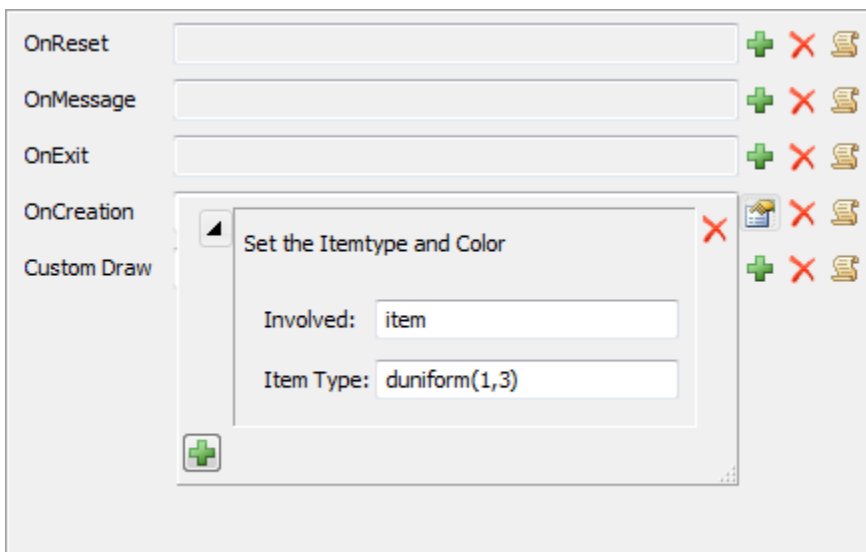 OnReset
OnMessage
OnExit
OnCreation
Set the Itemtype and Color
Custom Draw
Involved: item
Item Type: duniform(1,3)